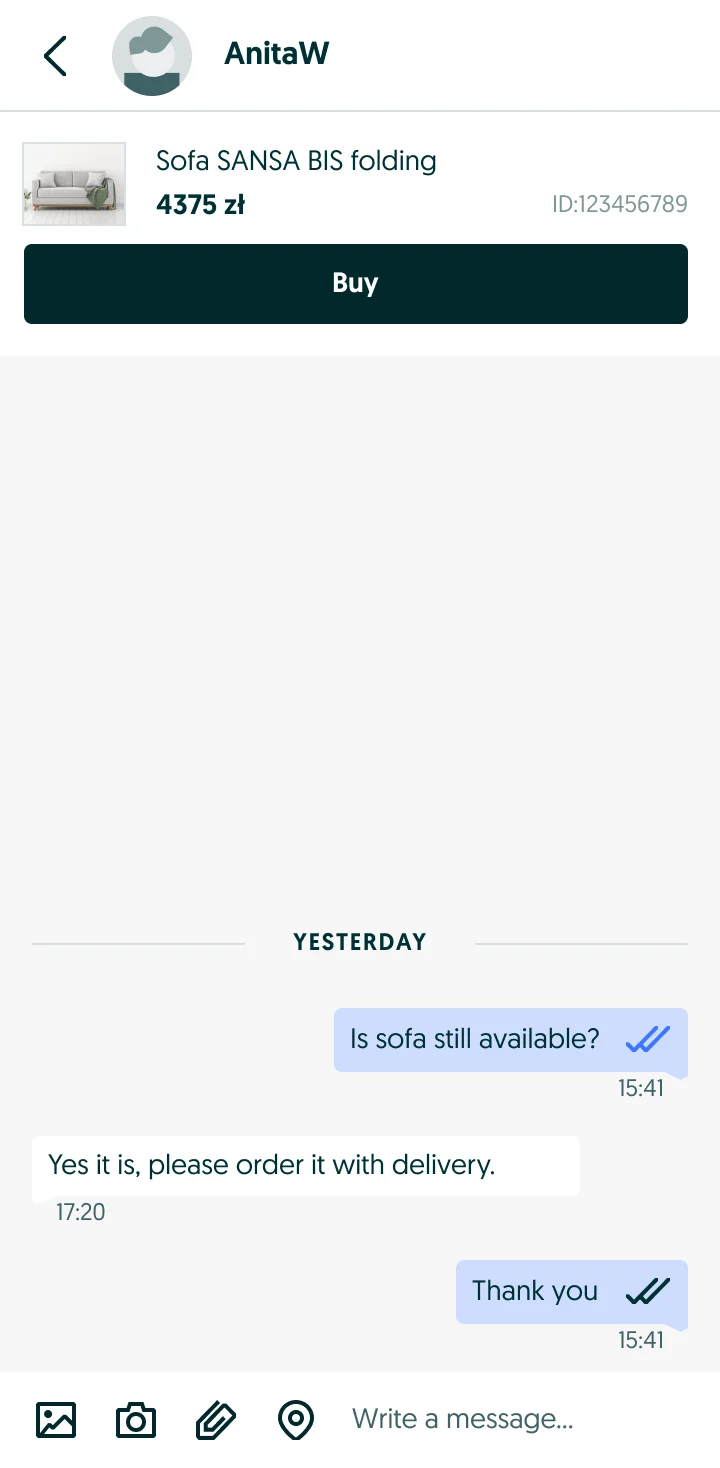 AnitaW
Sofa SANSA BIS folding
4375 zł
ID:123456789
Buy
YESTERDAY
Is sofa still available?
15:41
Yes it is, please order it with delivery.
17:20
Thank you
15:41
Write a message...